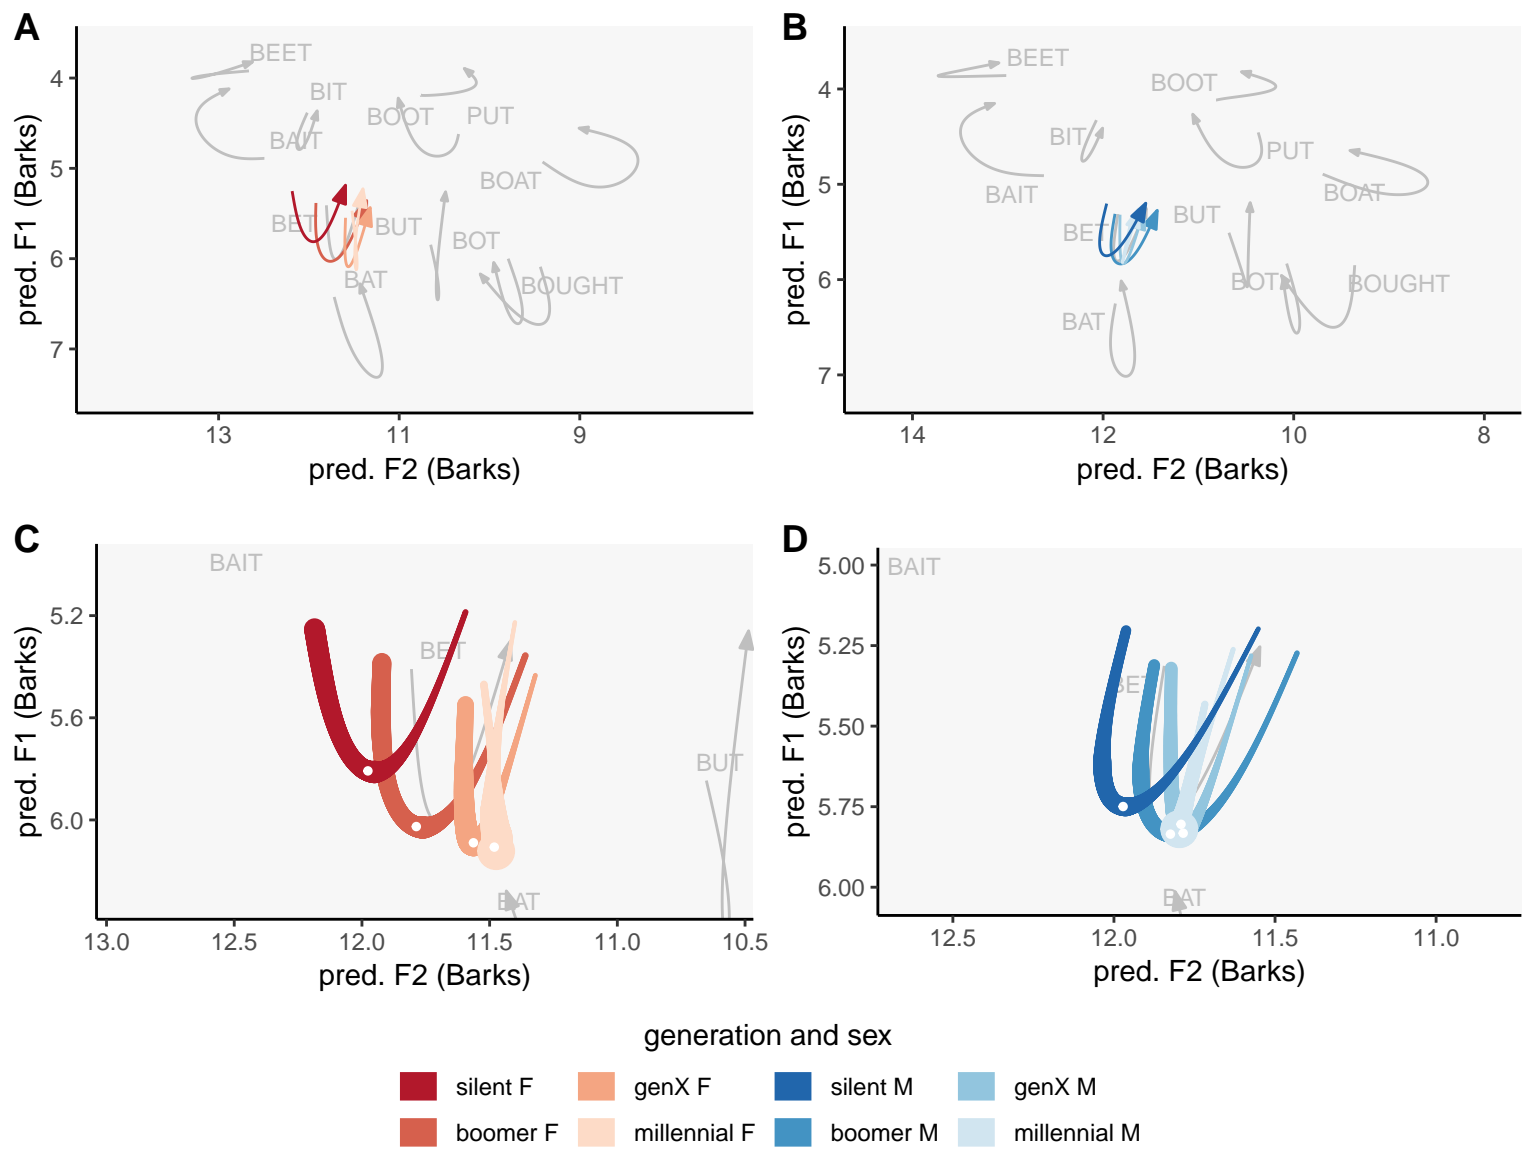 A
pred. F1 (Barks)
4
5
6
7
BEET
BIT
BAIT
BOOT
PUT
BOAT
BET
BUT
BOT
BAT
BOUGHT
13
11
9
pred. F2 (Barks)
B
pred. F1 (Barks)
4
5
6
7
BEET
BOOT
BIT
PUT
BAIT
BOAT
BUT
BET
BOT
BOUGHT
BAT
14
12
10
8
pred. F2 (Barks)
C
pred. F1 (Barks)
5.2
5.6
6.0
BAIT
BET
BUT
BAT
13.0
12.5
12.0
11.5
11.0
10.5
pred. F2 (Barks)
D
pred. F1 (Barks)
5.00
5.25
5.50
5.75
6.00
BAIT
BET
BAT
12.5
12.0
11.5
11.0
pred. F2 (Barks)
generation and sex
silent F
genX F
silent M
genX M
boomer F
millennial F
boomer M
millennial M